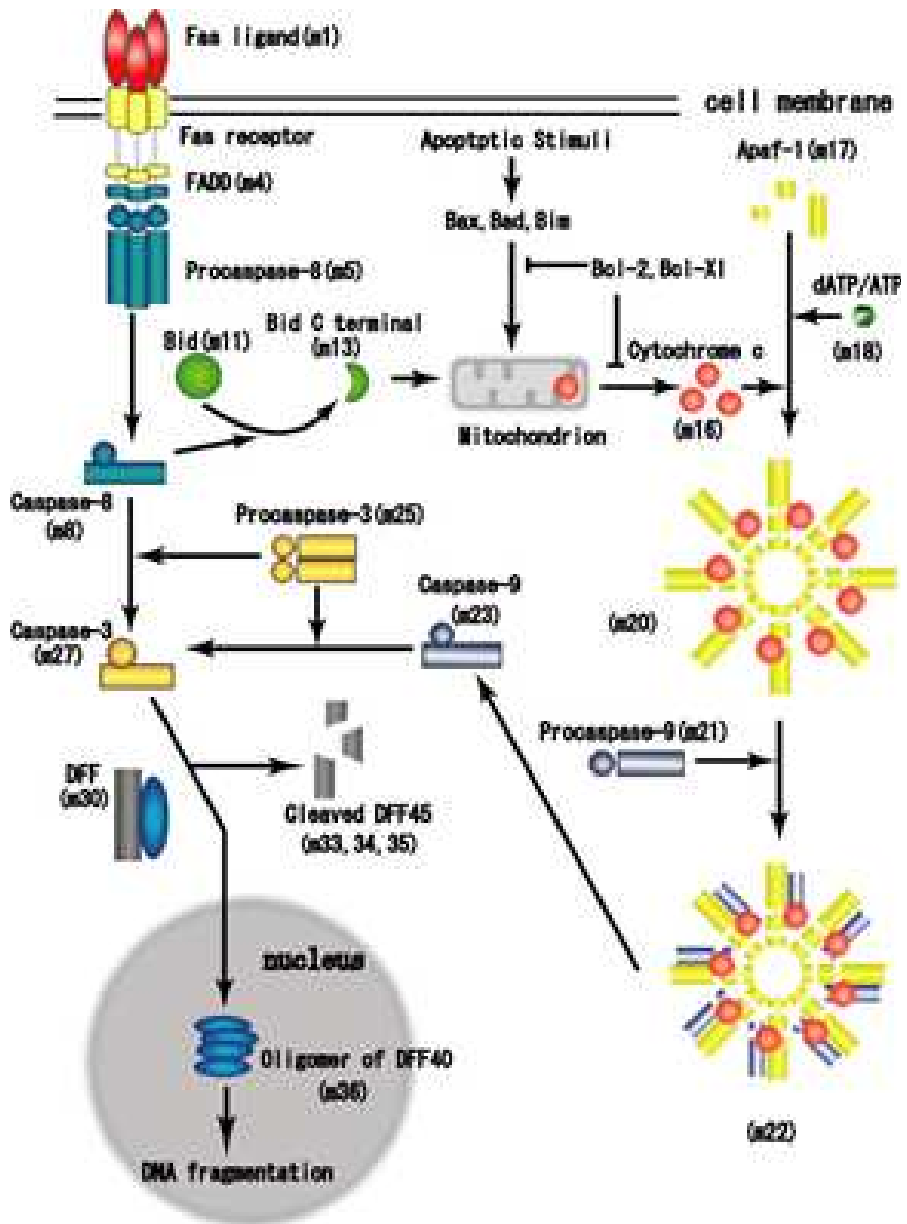 Fas ligand(m1)
cell membrane
Fas receptor
Apoptptic Stimuli
Apaf-1(m17)
FADD(m4)
Bax,Bad,Bim
Procaspase-8(m5)
Bcl-2,Bcl-Xl
dATP/ATP
(m18)
Bid(m11)
Bid C terminal
(m13)
Cytochrome c
(m16)
Mitochondrion
Caspase-8
(m8)
Procaspase-3(m25)
Caspase-9
(m23)
(m20)
Caspase-3
(m27)
Procaspase-9(m21)
DFF
(m30)
Cleaved DFF45
(m33,34,35)
nucleus
Oligomer of DFF40
(m36)
(m22)
DNA fragmentation